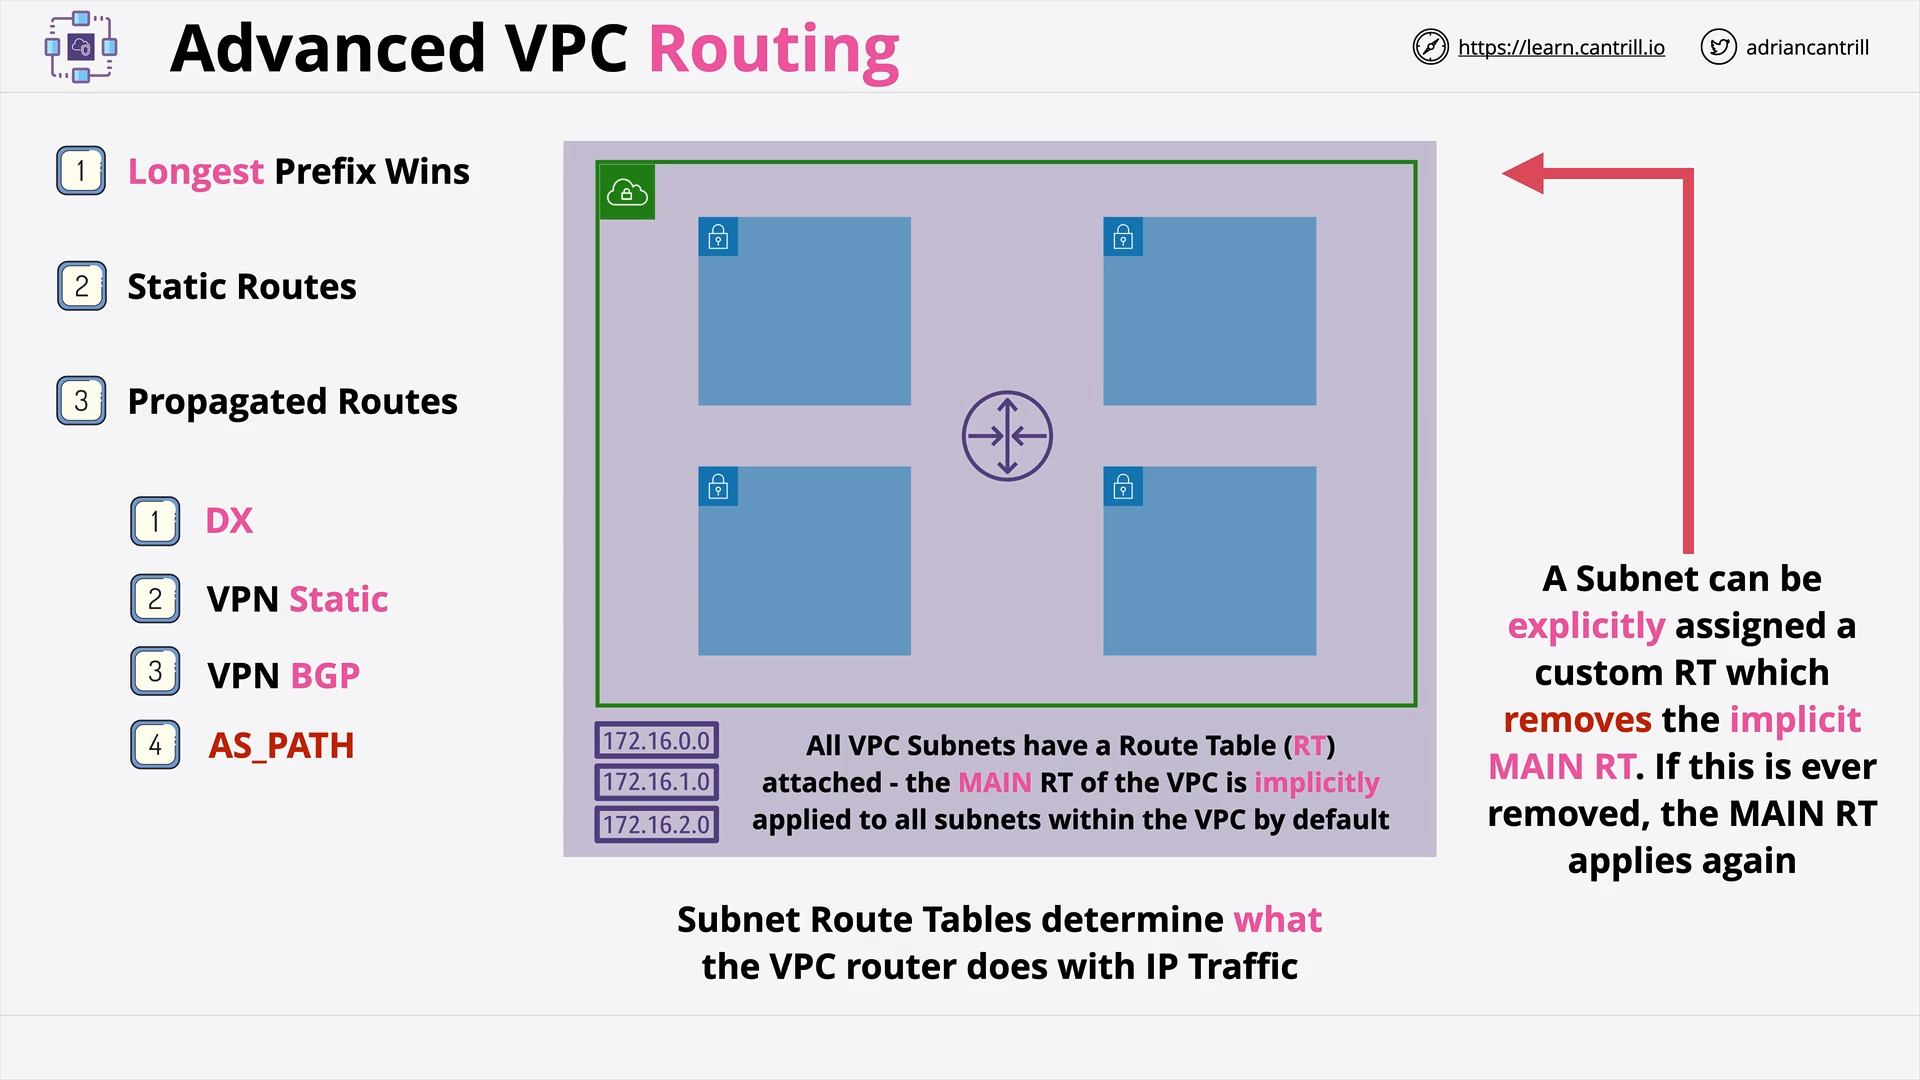 Advanced VPC Routing
https://learn.cantrill.io
adriancantrill
1 Longest Prefix Wins
2 Static Routes
3 Propagated Routes
1 DX
2 VPN Static
3 VPN BGP
4 AS_PATH
172.16.0.0
172.16.1.0
172.16.2.0
All VPC Subnets have a Route Table (RT)
attached - the MAIN RT of the VPC is implicitly
applied to all subnets within the VPC by default
Subnet Route Tables determine what
the VPC router does with IP Traffic
A Subnet can be
explicitly assigned a
custom RT which
removes the implicit
MAIN RT. If this is ever
removed, the MAIN RT
applies again